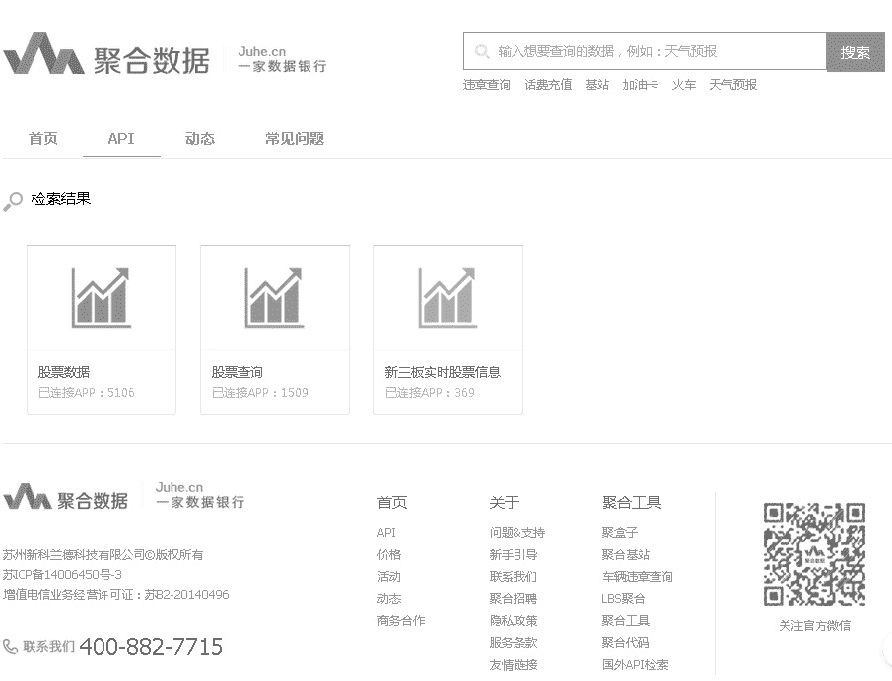 聚合数据
Juhe.cn
一家数据银行
输入想要查询的数据，例如：天气预报
搜索
违章查询 话费充值 基站 加油卡 火车 天气预报
首页 API 动态 常见问题
检索结果
股票数据
已连接APP：5106
股票查询
已连接APP：1509
新三板实时股票信息
已连接APP：369
聚合数据
Juhe.cn
一家数据银行
苏州新科兰德科技有限公司©版权所有
苏ICP备14006450号-3
增值电信业务经营许可证：苏B2-20140496
联系我们 400-882-7715
首页
API
价格
活动
动态
商务合作
关于
问题&支持
新手引导
联系我们
聚合招聘
隐私政策
服务条款
友情链接
聚合工具
聚盒子
聚合基站
车辆违章查询
LBS聚合
聚合工具
聚合代码
国外API检索
聚合数据
关注官方微信